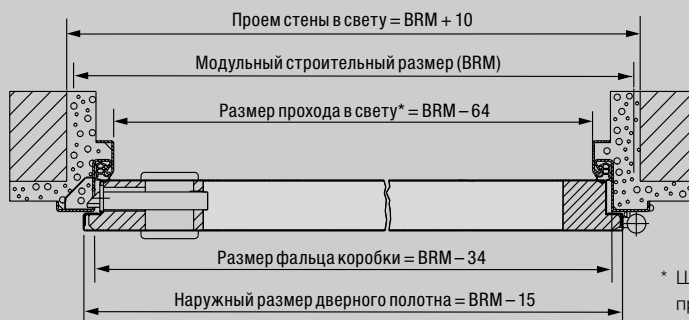 Проем стены в свету = BRM + 10
Модульный строительный размер (BRM)
Размер прохода в свету* = BRM – 64
Размер фальца коробки = BRM – 34
Наружный размер дверного полотна = BRM – 15
*